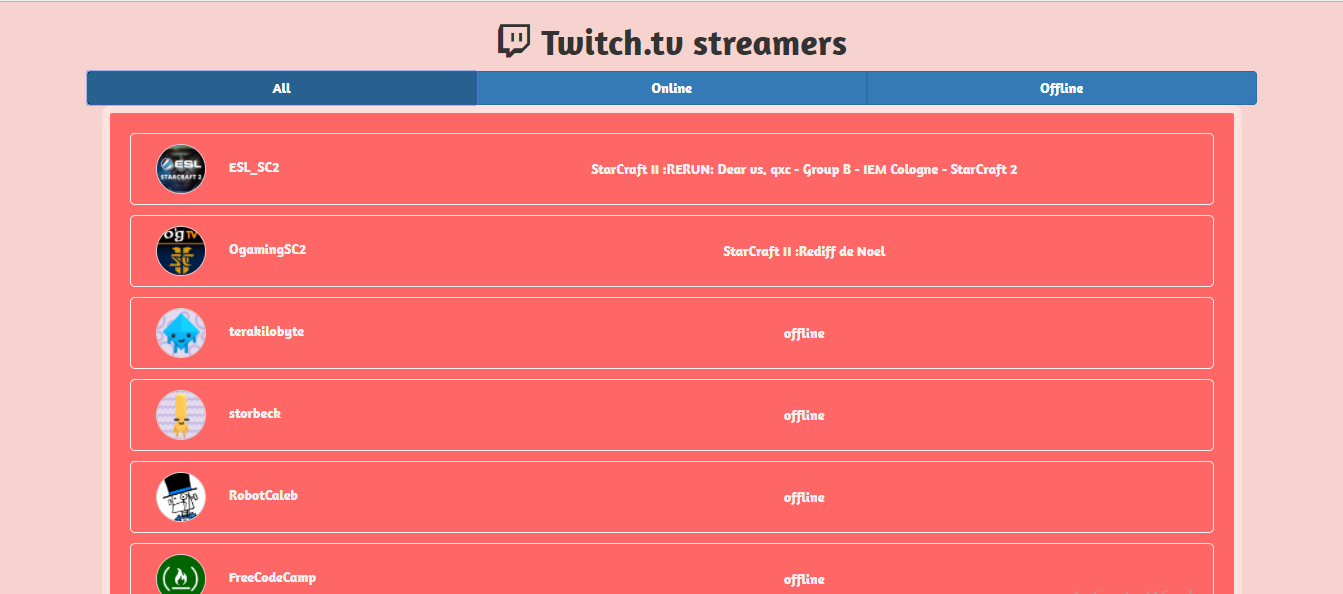 Twitch.tv streamers
All Online Offline
ESL STARCRAFT 2
ESL_SC2 StarCraft II :RERUN: Dear vs. qxc - Group B - IEM Cologne - StarCraft 2
OgTV
OgamingSC2 StarCraft II :Rediff de Noel
terakilobyte offline
storbeck offline
RobotCaleb offline
FreeCodeCamp offline